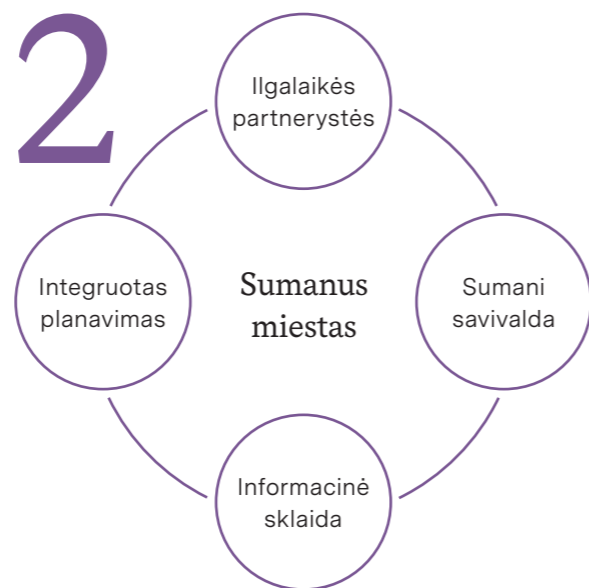 2
Ilgalaikės
partnerystės
Integruotas
planavimas
Sumanus
miestas
Sumani
savivalda
Informacinė
sklaida